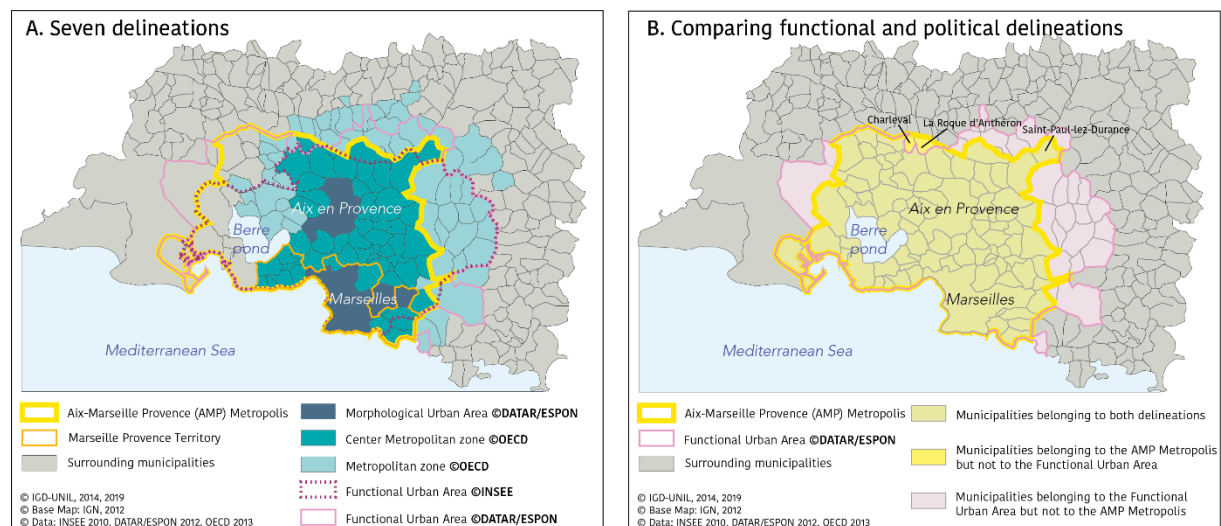 A. Seven delineations
Aix en Provence
Berre
pond
Marseilles
Mediterranean Sea
Aix-Marseille Provence (AMP) Metropolis
Marseille Provence Territory
Surrounding municipalities
Morphological Urban Area ©DATAR/ESPON
Center Metropolitan zone ©OECD
Metropolitan zone ©OECD
Functional Urban Area ©INSEE
Functional Urban Area ©DATAR/ESPON
© IGD-UNIL, 2014, 2019
© Base Map: IGN, 2012
© Data: INSEE 2010, DATAR/ESPON 2012, OECD 2013
B. Comparing functional and political delineations
Charleval
La Roque d'Anthéron
Saint-Paul-lez-Durance
Aix en Provence
Berre
pond
Marseilles
Mediterranean Sea
Aix-Marseille Provence (AMP) Metropolis
Functional Urban Area ©DATAR/ESPON
Surrounding municipalities
Municipalities belonging to both delineations
Municipalities belonging to the AMP Metropolis
but not to the Functional Urban Area
Municipalities belonging to the Functional
Urban Area but not to the AMP Metropolis
© IGD-UNIL, 2014, 2019
© Base Map: IGN, 2012
© Data: INSEE 2010, DATAR/ESPON 2012, OECD 2013